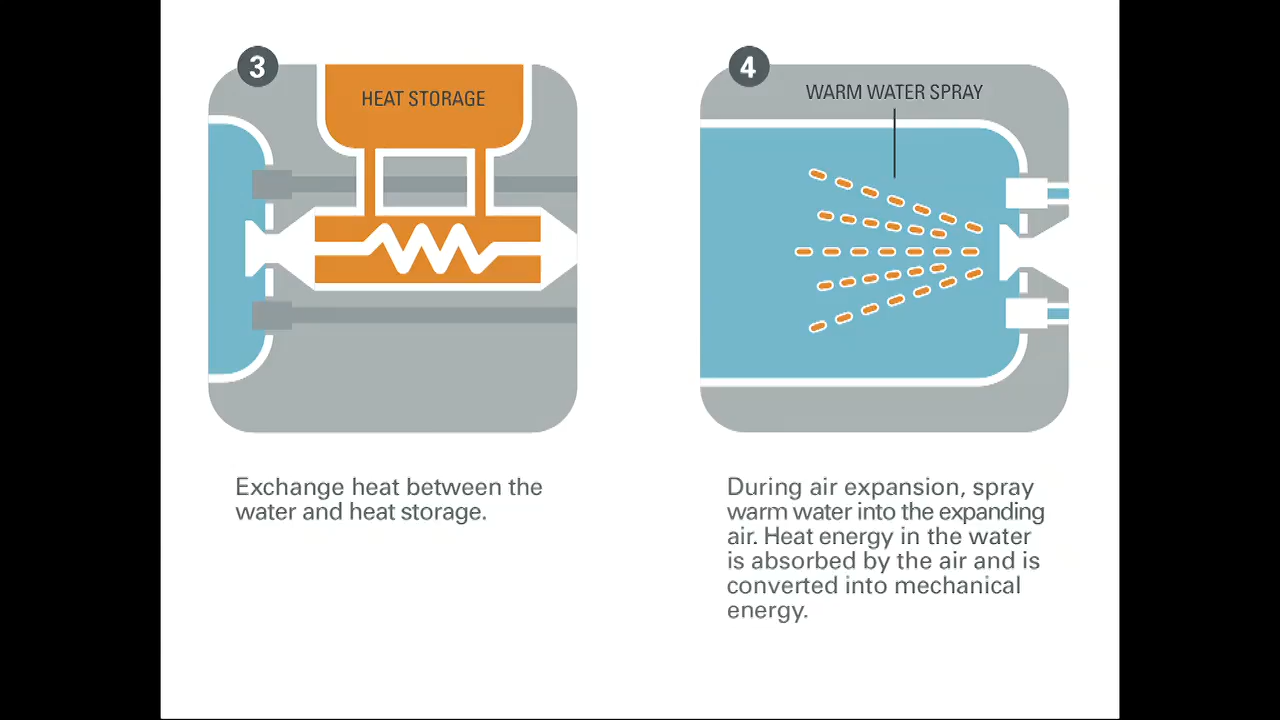 3
HEAT STORAGE
Exchange heat between the
water and heat storage.
4
WARM WATER SPRAY
During air expansion, spray
warm water into the expanding
air. Heat energy in the water
is absorbed by the air and is
converted into mechanical
energy.